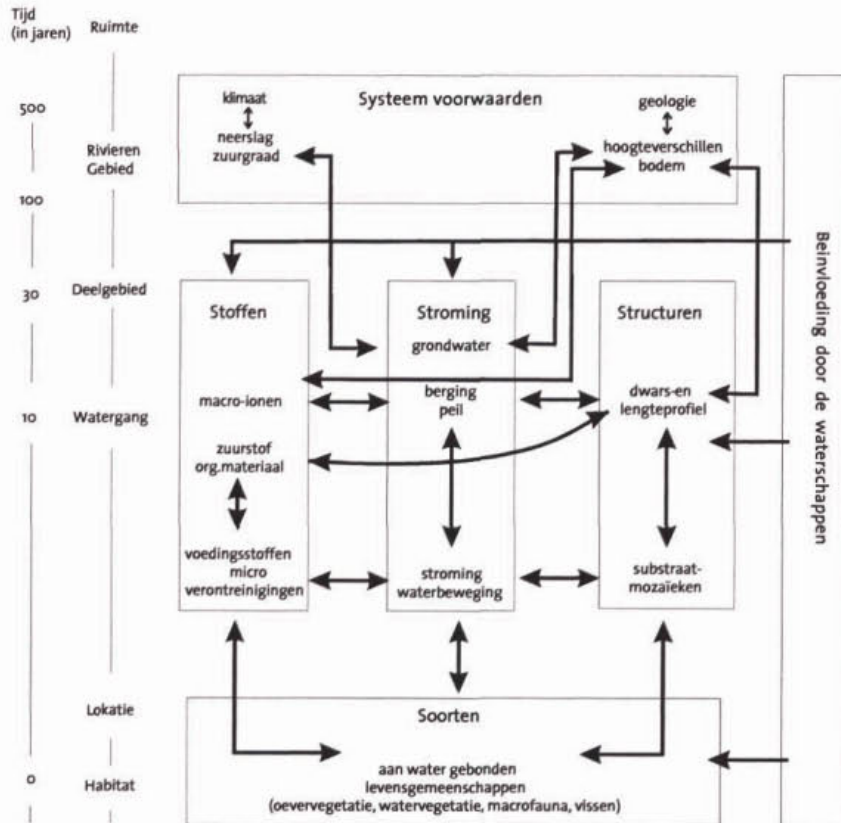 Tijd
(in jaren)
Ruimte
500
Rivieren
Gebied
100
30
Deelgebied
10
Watergang
Lokatie
0
Habitat
Systeem voorwaarden
klimaat
neerslag
zuurgraad
geologie
hoogteverschillen
bodem
Stoffen
macro-ionen
zuurstof
org.materiaal
voedingsstoffen
micro
verontreinigingen
Stroming
grondwater
berging
peil
stroming
waterbeweging
Structuren
dwars-en
lengteprofiel
substraat-
mozaïeken
Soorten
aan water gebonden
levensgemeenschappen
(oevervegetatie, watervegetatie, macrofauna, vissen)
Beinvloeding door de waterschappen